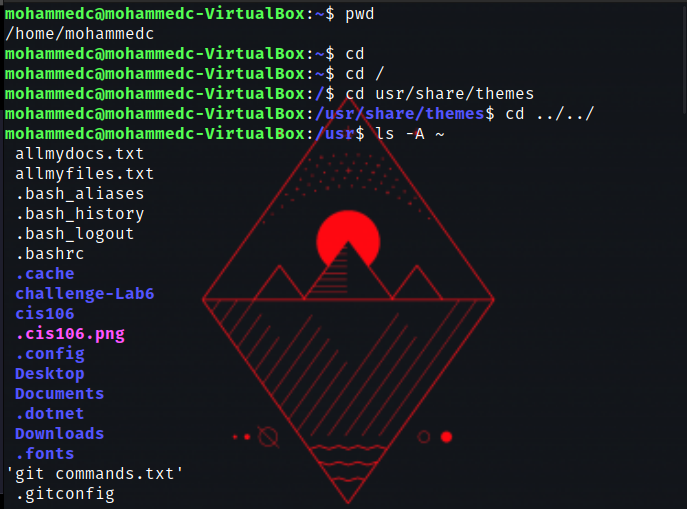 mohammedc@mohammedc-VirtualBox:~$ pwd
/home/mohammedc
mohammedc@mohammedc-VirtualBox:~$ cd
mohammedc@mohammedc-VirtualBox:~$ cd /
mohammedc@mohammedc-VirtualBox:/$ cd usr/share/themes
mohammedc@mohammedc-VirtualBox:/usr/share/themes$ cd ../../
mohammedc@mohammedc-VirtualBox:/usr$ ls -A ~
allmydocs.txt
allmyfiles.txt
.bash_aliases
.bash_history
.bash_logout
.bashrc
.cache
challenge-Lab6
cis106
.cis106.png
.config
Desktop
Documents
.dotnet
Downloads
.fonts
'git commands.txt'
.gitconfig